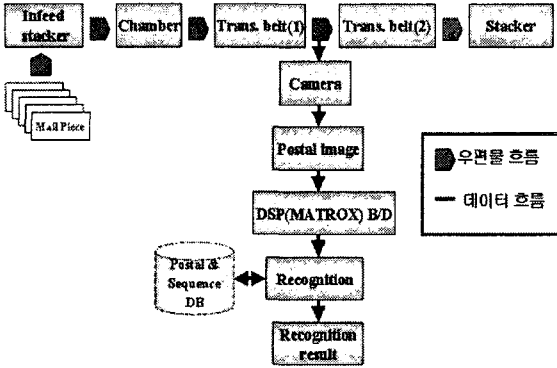 Infeed
stacker
Chamber
Trans. belt(1)
Trans. belt(2)
Stacker
Mail Piece
Camera
Postal image
우편물 흐름
데이터 흐름
DSP(MATROX) B/D
Postal &
Sequence
DB
Recognition
Recognition
result